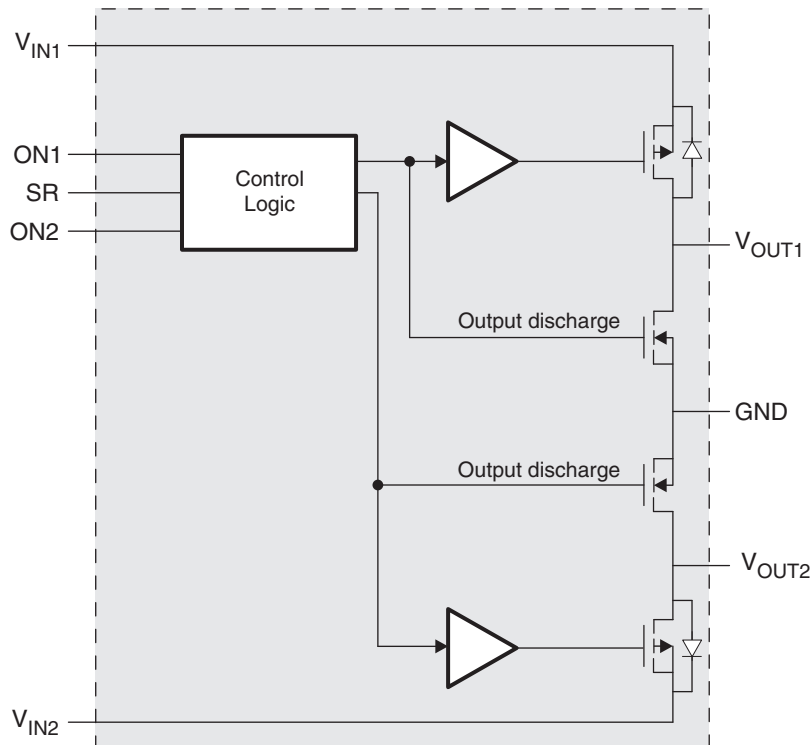 V_IN1
ON1
SR
ON2
Control
Logic
V_OUT1
Output discharge
GND
Output discharge
V_OUT2
V_IN2